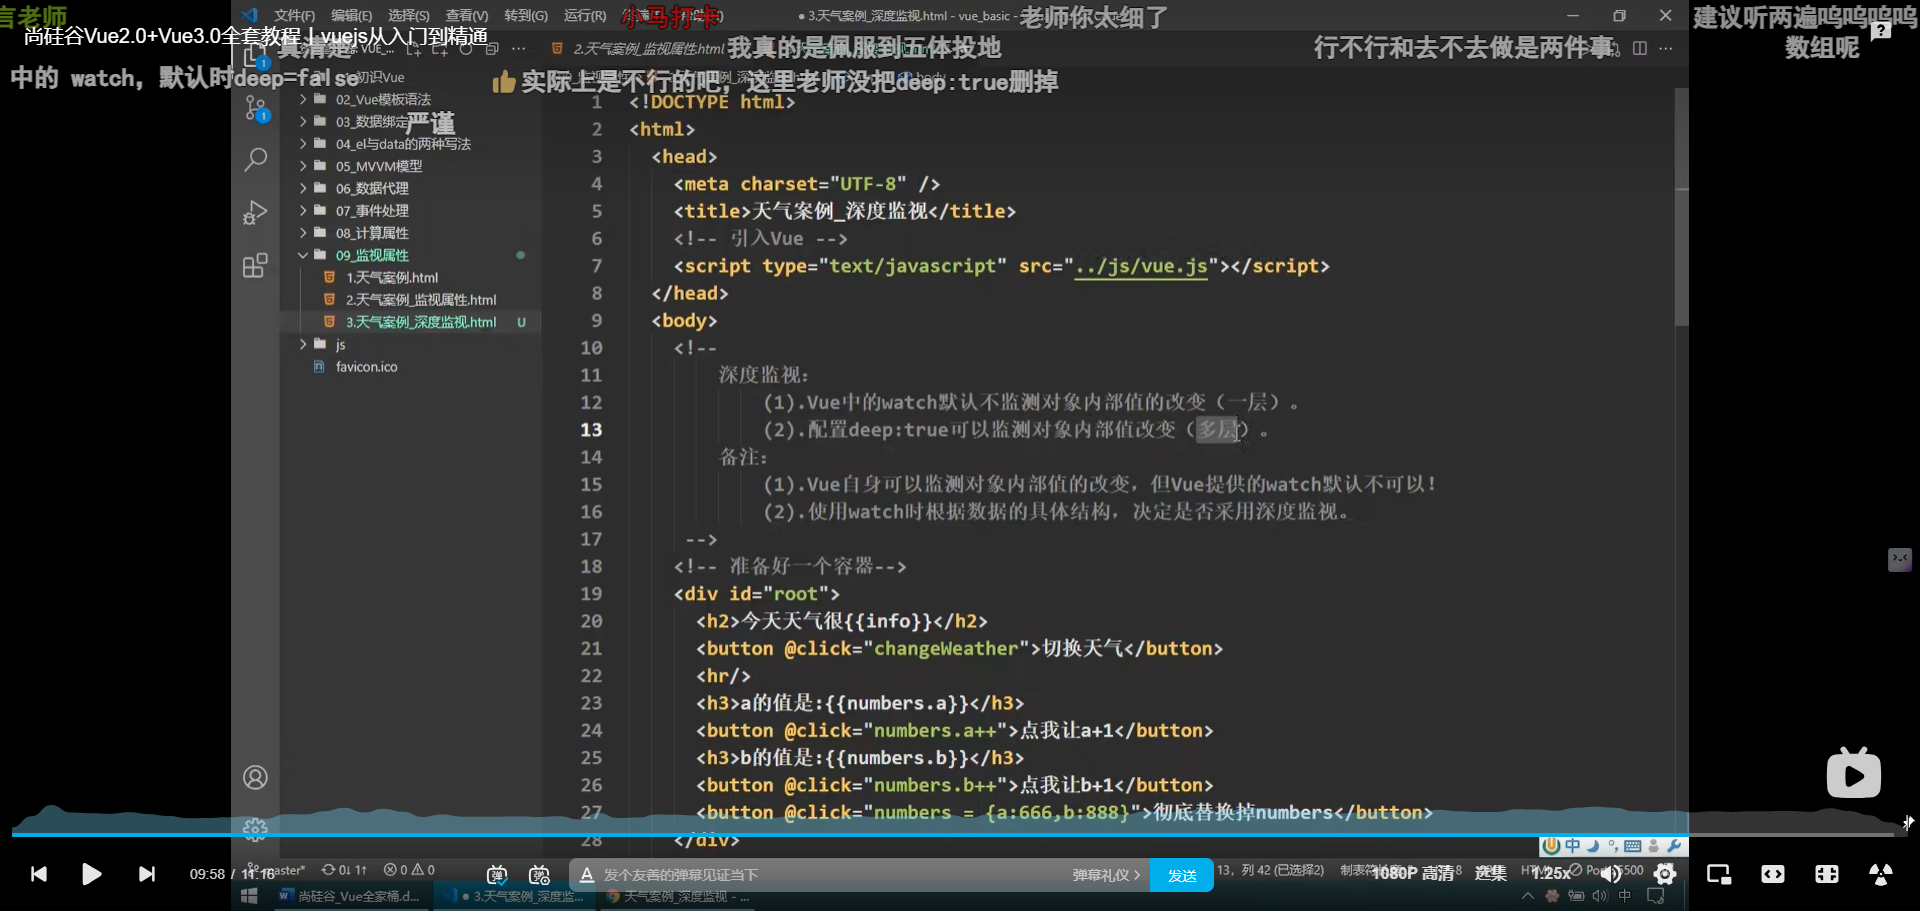 言老师
尚硅谷Vue2.0+Vue3.0全套教程丨vuejs从入门到精通
文件(F) 编辑(E) 选择(S) 查看(V) 转到(G) 运行(R)
小马打卡
● 3.天气案例_深度监视.html - vue_basic -
老师你太细了
建议听两遍呜呜呜呜
我真的是佩服到五体投地
行不行和去不去做是两件事
数组呢
2.天气案例_监视属性.html
中的 watch, 默认时deep=false
实际上是不行的吧, 这里老师没把deep:true删掉
严谨
初识Vue
02_Vue模板语法
03_数据绑定
04_el与data的两种写法
05_MVVM模型
06_数据代理
07_事件处理
08_计算属性
09_监视属性
1.天气案例.html
2.天气案例_监视属性.html
3.天气案例_深度监视.html U
js
favicon.ico
1 <!DOCTYPE html>
2 <html>
3 <head>
4 <meta charset="UTF-8" />
5 <title>天气案例_深度监视</title>
6 <!-- 引入Vue -->
7 <script type="text/javascript" src="../js/vue.js"></script>
8 </head>
9 <body>
10 <!--
11 深度监视:
12 (1).Vue中的watch默认不监测对象内部值的改变（一层）。
13 (2).配置deep:true可以监测对象内部值改变（多层）。
14 备注:
15 (1).Vue自身可以监测对象内部值的改变，但Vue提供的watch默认不可以！
16 (2).使用watch时根据数据的具体结构，决定是否采用深度监视。
17 -->
18 <!-- 准备好一个容器-->
19 <div id="root">
20 <h2>今天天气很{{info}}</h2>
21 <button @click="changeWeather">切换天气</button>
22 <hr/>
23 <h3>a的值是:{{numbers.a}}</h3>
24 <button @click="numbers.a++">点我让a+1</button>
25 <h3>b的值是:{{numbers.b}}</h3>
26 <button @click="numbers.b++">点我让b+1</button>
27 <button @click="numbers = {a:666,b:888}">彻底替换掉numbers</button>
28 </div>
中
09:58 / 11:16
master* 0↓ 1↑ 0 0
弹 弹
发个友善的弹幕见证当下
弹幕礼仪 >
发送
13, 列 42 (已选择2)
1080P 高清
选集
1.25x
尚硅谷_Vue全家桶.d...
● 3.天气案例_深度监...
天气案例_深度监视 - ...
中